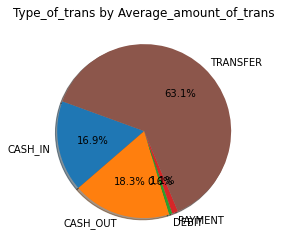 Type_of_trans by Average_amount_of_trans
TRANSFER
63.1%
CASH_IN
16.9%
18.3%
CASH_OUT
DEBIT
PAYMENT